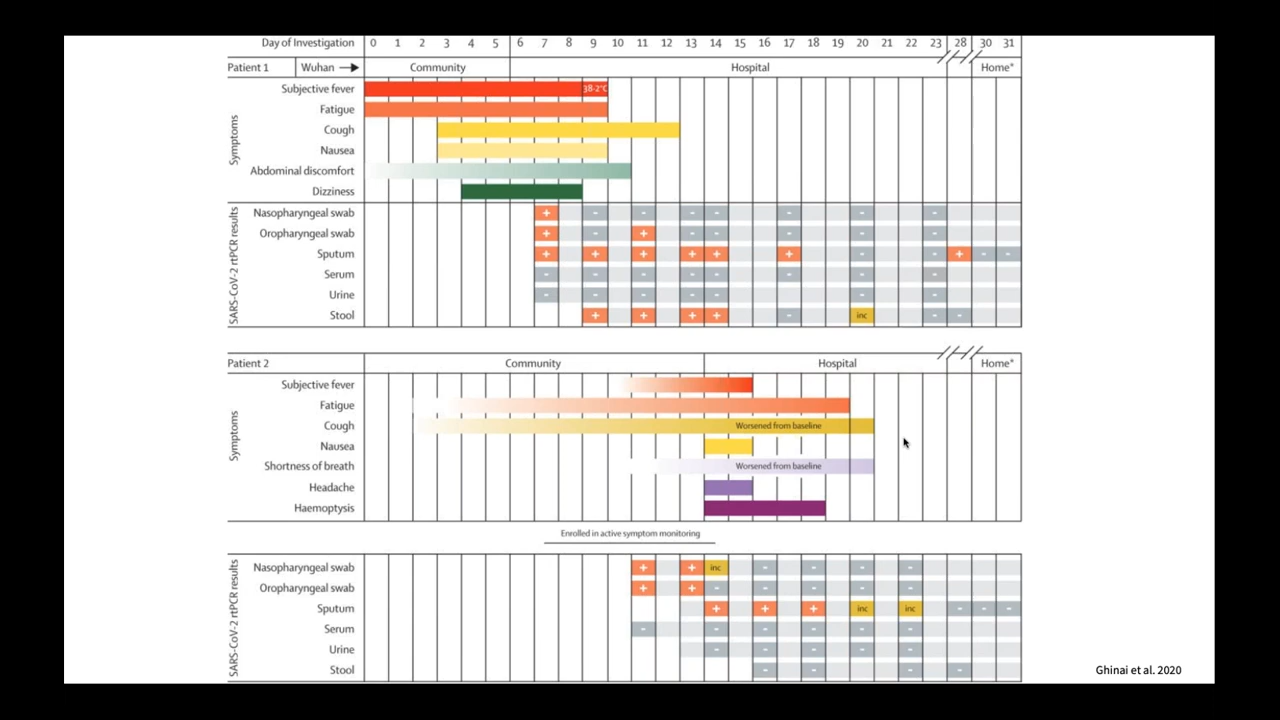 Day of Investigation 0 1 2 3 4 5 6 7 8 9 10 11 12 13 14 15 16 17 18 19 20 21 22 23 28 30 31
Patient 1 Wuhan Community Hospital Home*
Symptoms
Subjective fever 38·2°C
Fatigue
Cough
Nausea
Abdominal discomfort
Dizziness
SARS-CoV-2 rtPCR results
Nasopharyngeal swab + - - - - - - -
Oropharyngeal swab + - + - - - - -
Sputum + + + + + + - - + - -
Serum - - - - - - - -
Urine - - - - - - -
Stool + + + + - inc - -
Patient 2 Community Hospital Home*
Symptoms
Subjective fever
Fatigue
Cough Worsened from baseline
Nausea
Shortness of breath Worsened from baseline
Headache
Haemoptysis
Enrolled in active symptom monitoring
SARS-CoV-2 rtPCR results
Nasopharyngeal swab + + inc - - - -
Oropharyngeal swab + + - - - - -
Sputum + + + inc inc - - -
Serum - - - - - -
Urine - - - - -
Stool - - - -
Ghinai et al. 2020